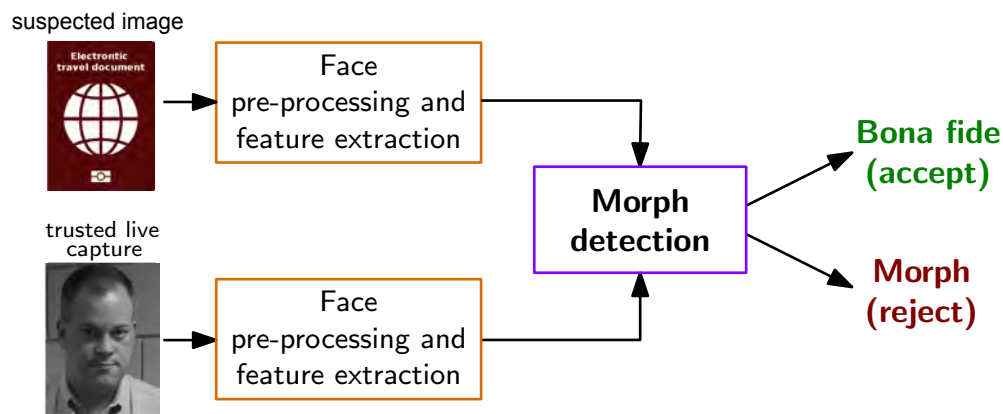 suspected image
Electrontic
travel document
Face
pre-processing and
feature extraction
trusted live
capture
Face
pre-processing and
feature extraction
Morph
detection
Bona fide
(accept)
Morph
(reject)